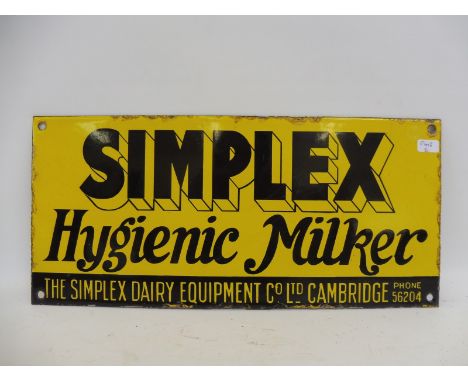 SIMPLEX
Hygienic Milker
THE SIMPLEX DAIRY EQUIPMENT CO LTD CAMBRIDGE PHONE 56204